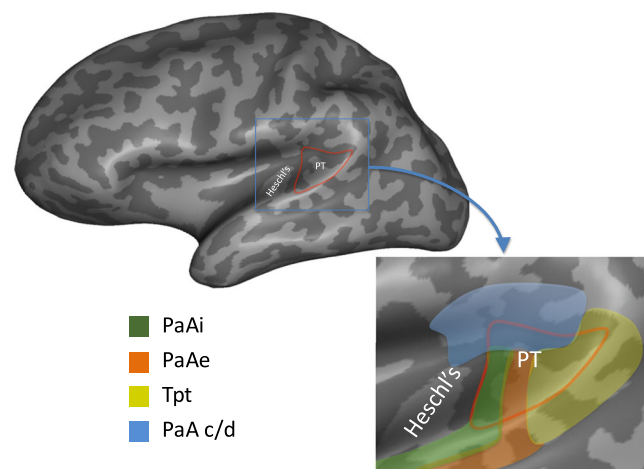 Heschl's
PT
PaAi
PaAe
Tpt
PaA c/d
Heschl's
PT